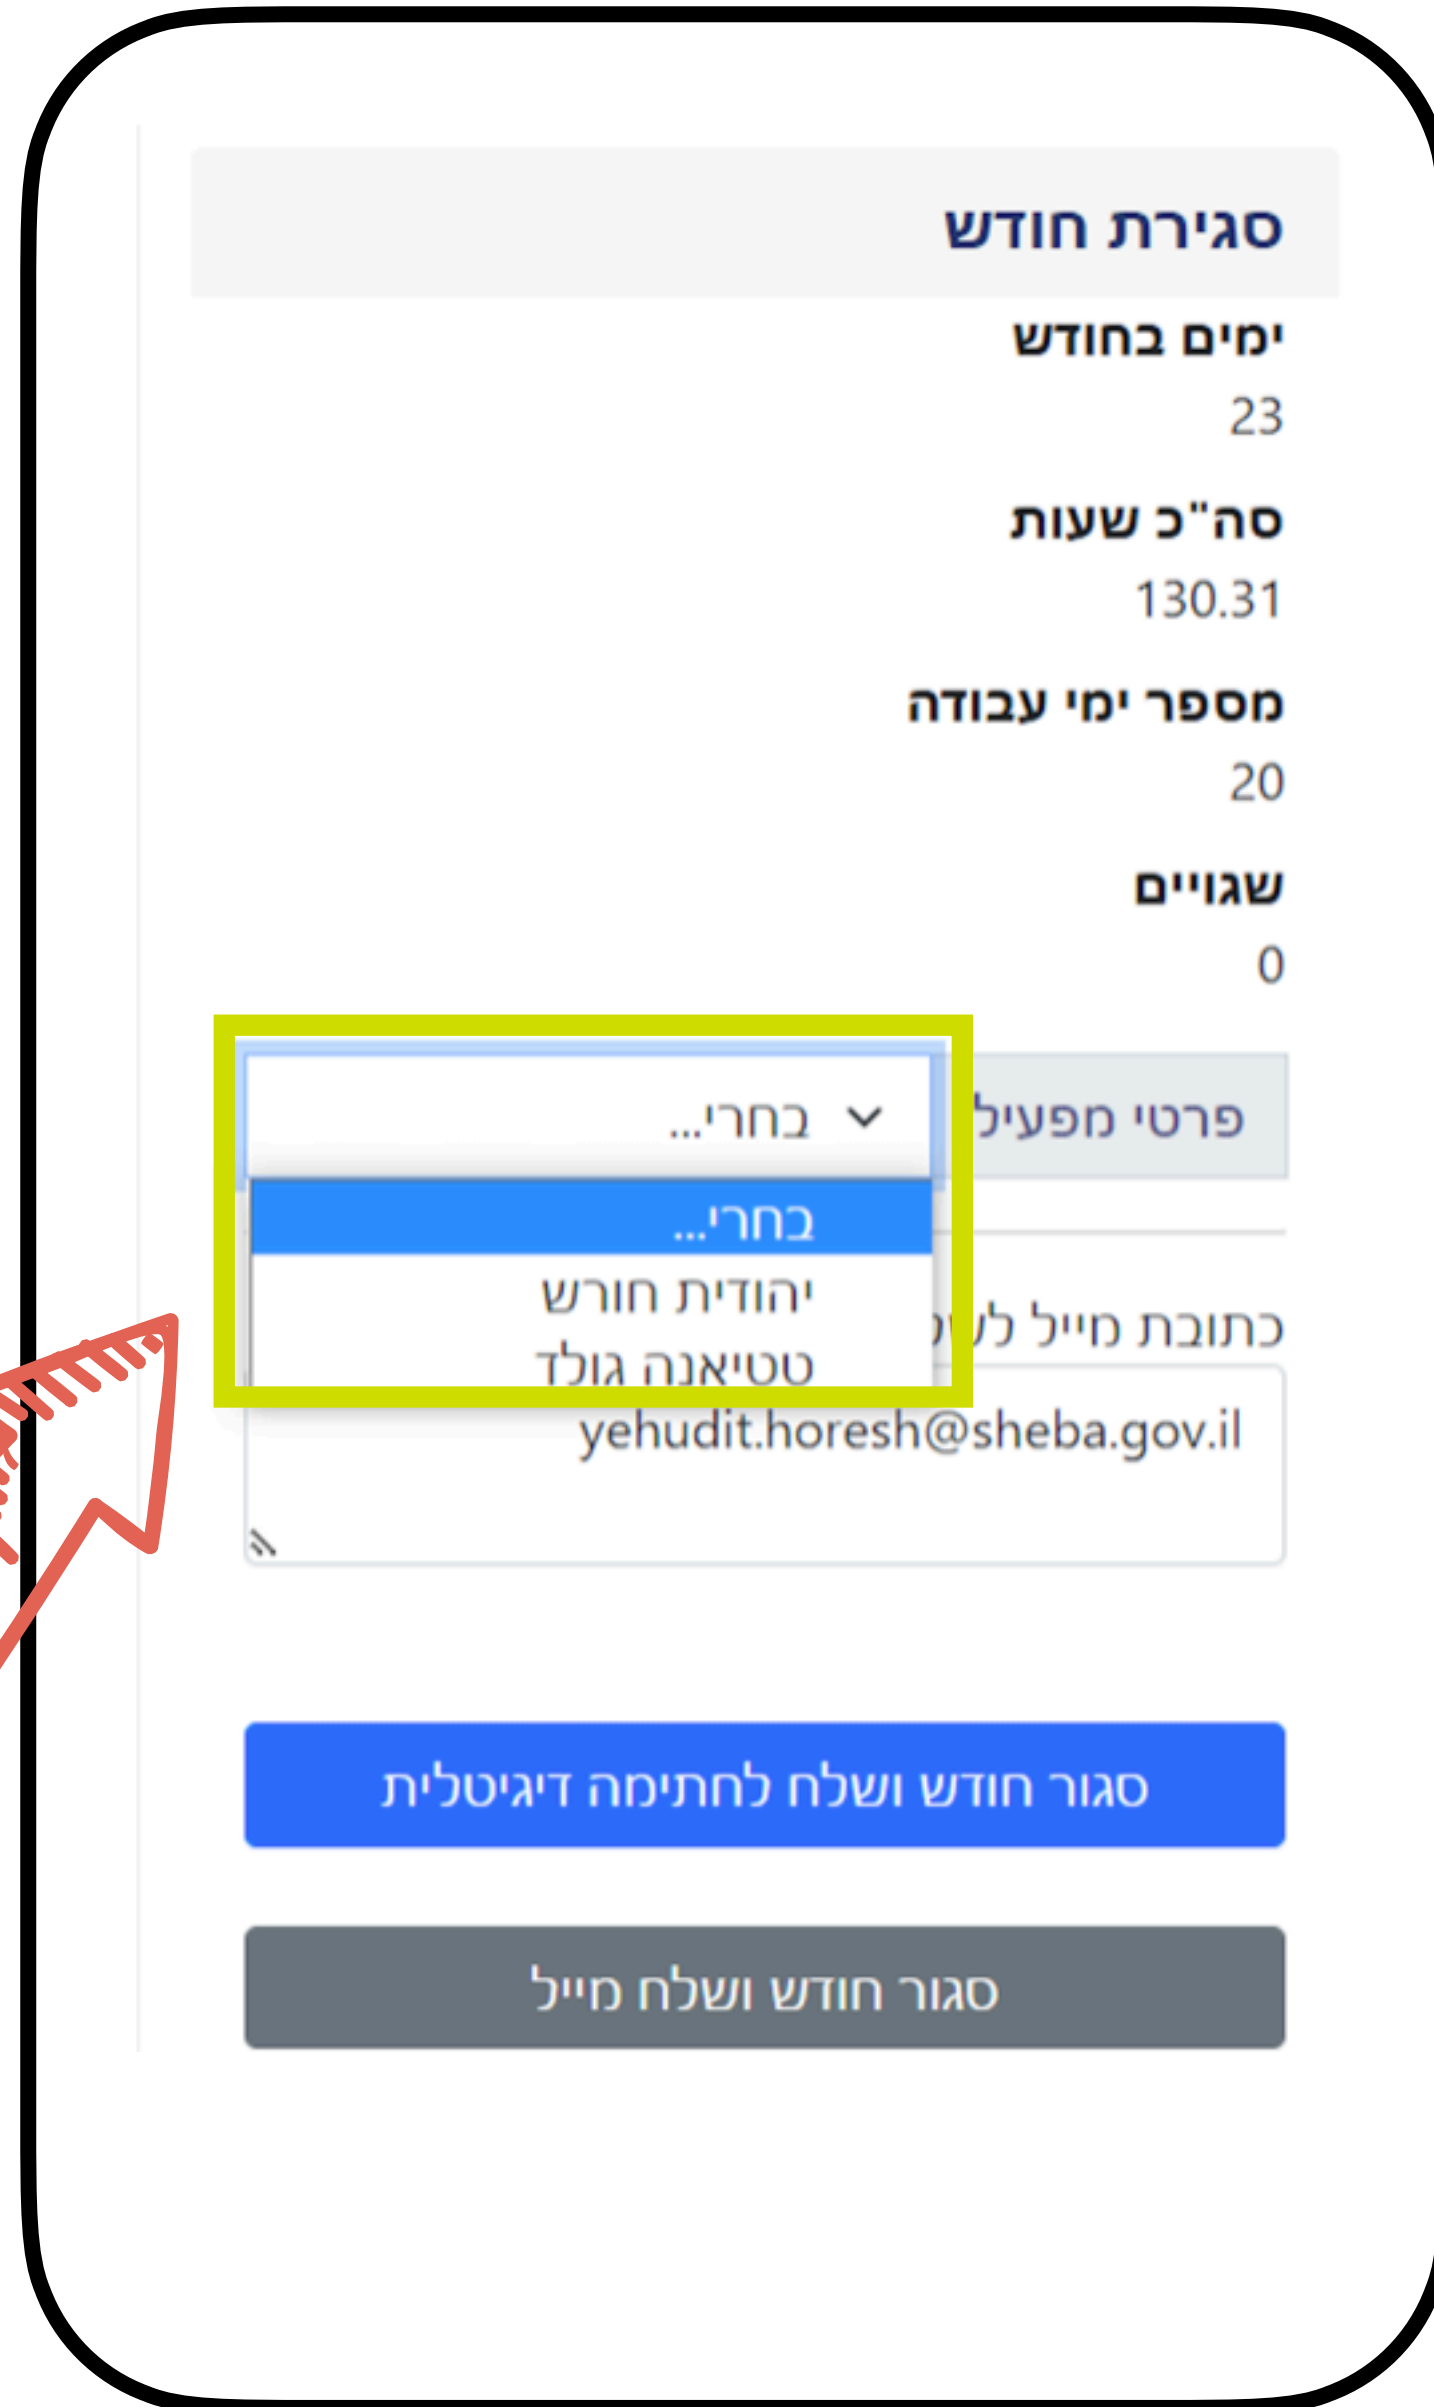 סגירת חודש
ימים בחודש
23
סה"כ שעות
130.31
מספר ימי עבודה
20
שגויים
0
פרטי מפעיל
בחרי...
בחרי...
יהודית חורש
טטיאנה גולד
כתובת מייל
yehudit.horesh@sheba.gov.il
סגור חודש ושלח לחתימה דיגיטלית
סגור חודש ושלח מייל